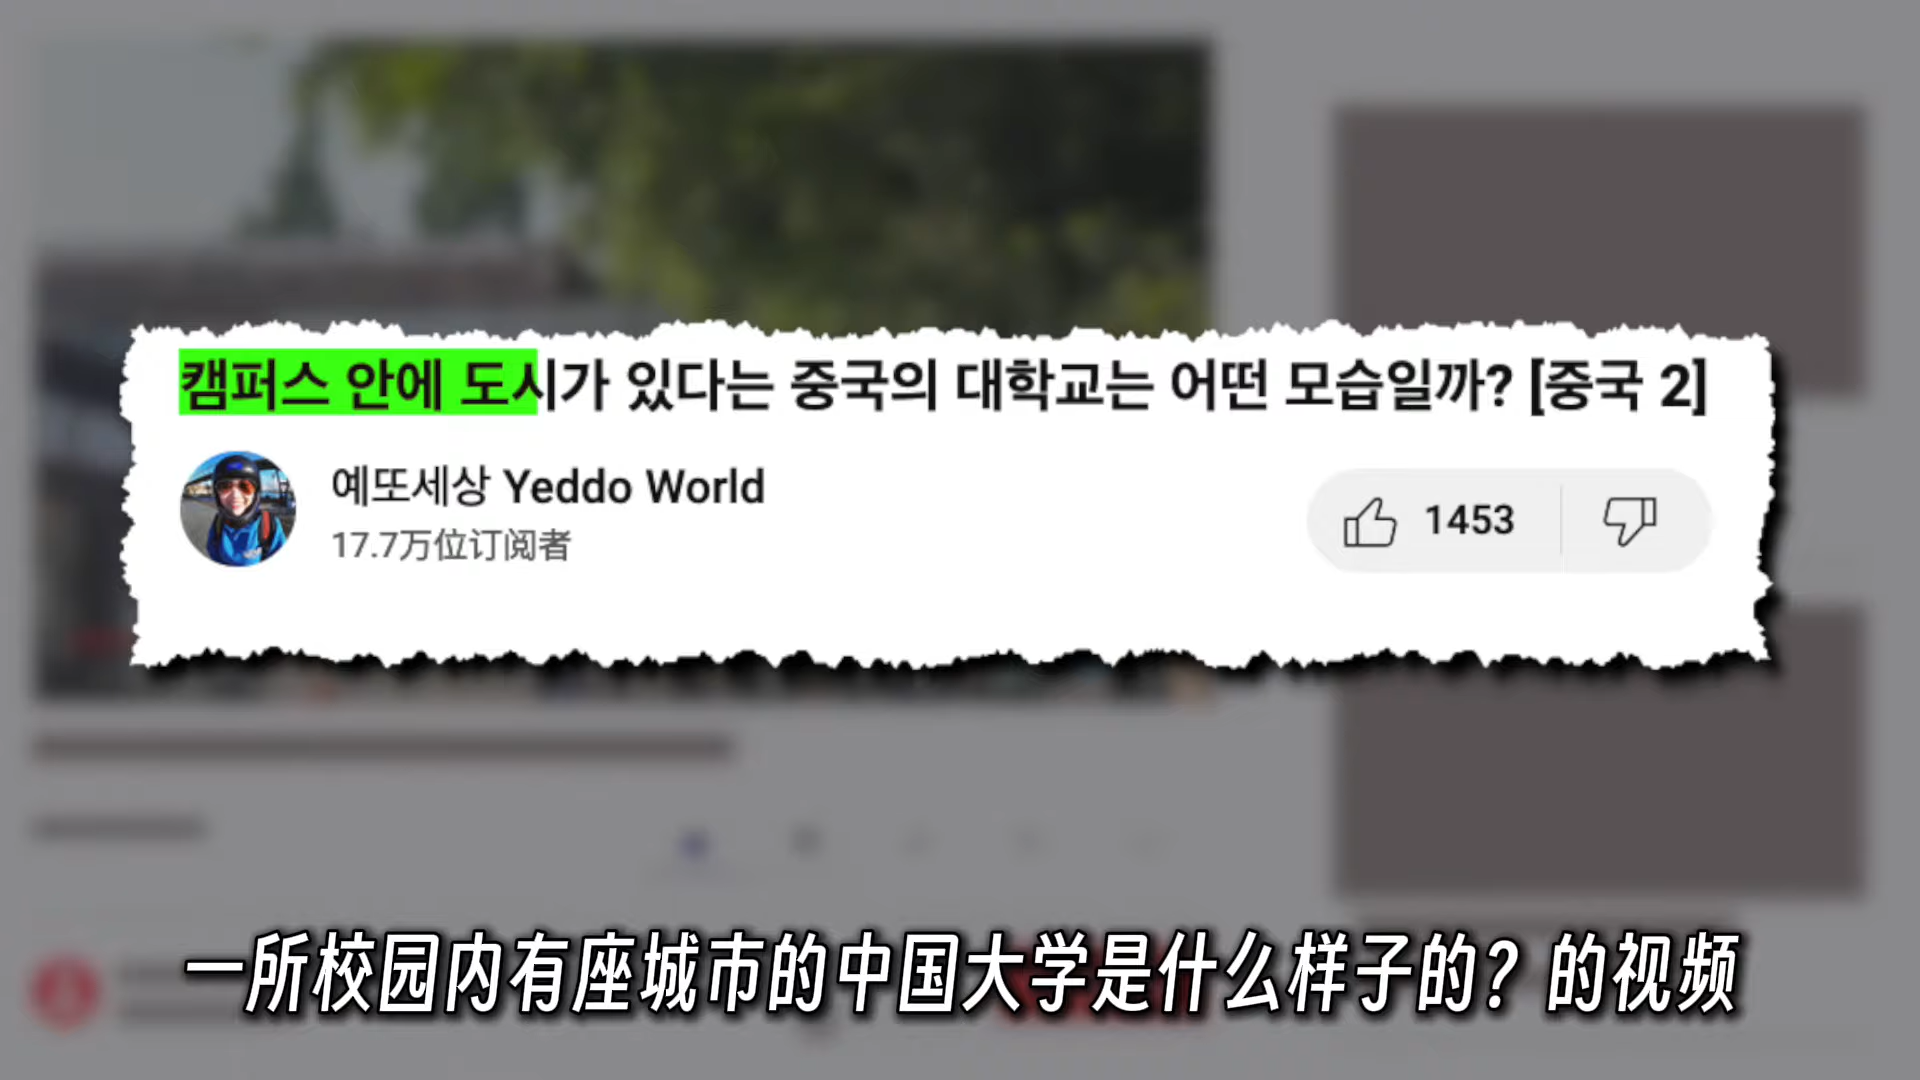 캠퍼스 안에 도시가 있다는 중국의 대학교는 어떤 모습일까? [중국 2]
예또세상 Yeddo World
17.7万位订阅者
1453
一所校园内有座城市的中国大学是什么样子的？的视频